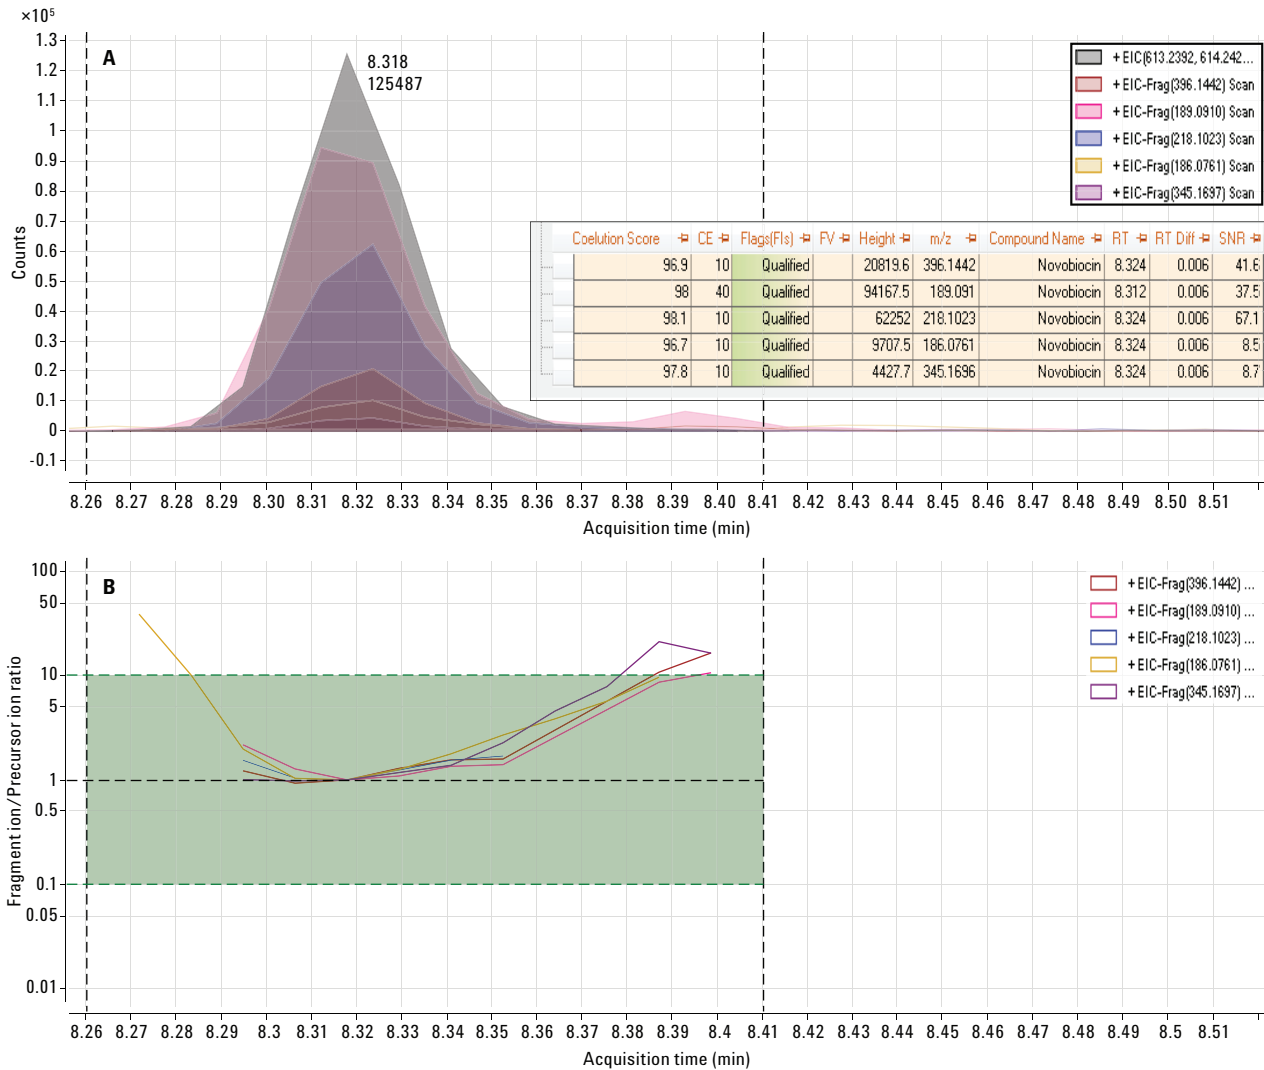 ×10⁵
A
8.318
125487
1.3
1.2
1.1
1
0.9
0.8
0.7
0.6
0.5
0.4
0.3
0.2
0.1
0
-0.1
Counts
+ EIC(613.2392, 614.242...
+ EIC-Frag(396.1442) Scan
+ EIC-Frag(189.0910) Scan
+ EIC-Frag(218.1023) Scan
+ EIC-Frag(186.0761) Scan
+ EIC-Frag(345.1697) Scan
Coelution Score CE Flags(FIs) FV Height m/z Compound Name RT RT Diff SNR
96.9 10 Qualified 20819.6 396.1442 Novobiocin 8.324 0.006 41.6
98 40 Qualified 94167.5 189.091 Novobiocin 8.312 0.006 37.5
98.1 10 Qualified 62252 218.1023 Novobiocin 8.324 0.006 67.1
96.7 10 Qualified 9707.5 186.0761 Novobiocin 8.324 0.006 8.5
97.8 10 Qualified 4427.7 345.1696 Novobiocin 8.324 0.006 8.7
8.26 8.27 8.28 8.29 8.30 8.31 8.32 8.33 8.34 8.35 8.36 8.37 8.38 8.39 8.40 8.41 8.42 8.43 8.44 8.45 8.46 8.47 8.48 8.49 8.50 8.51
Acquisition time (min)
B
100
50
10
5
1
0.5
0.1
0.05
0.01
Fragment ion/Precursor ion ratio
+ EIC-Frag(396.1442) ...
+ EIC-Frag(189.0910) ...
+ EIC-Frag(218.1023) ...
+ EIC-Frag(186.0761) ...
+ EIC-Frag(345.1697) ...
8.26 8.27 8.28 8.29 8.3 8.31 8.32 8.33 8.34 8.35 8.36 8.37 8.38 8.39 8.40 8.41 8.42 8.43 8.44 8.45 8.46 8.47 8.48 8.49 8.50 8.51
Acquisition time (min)